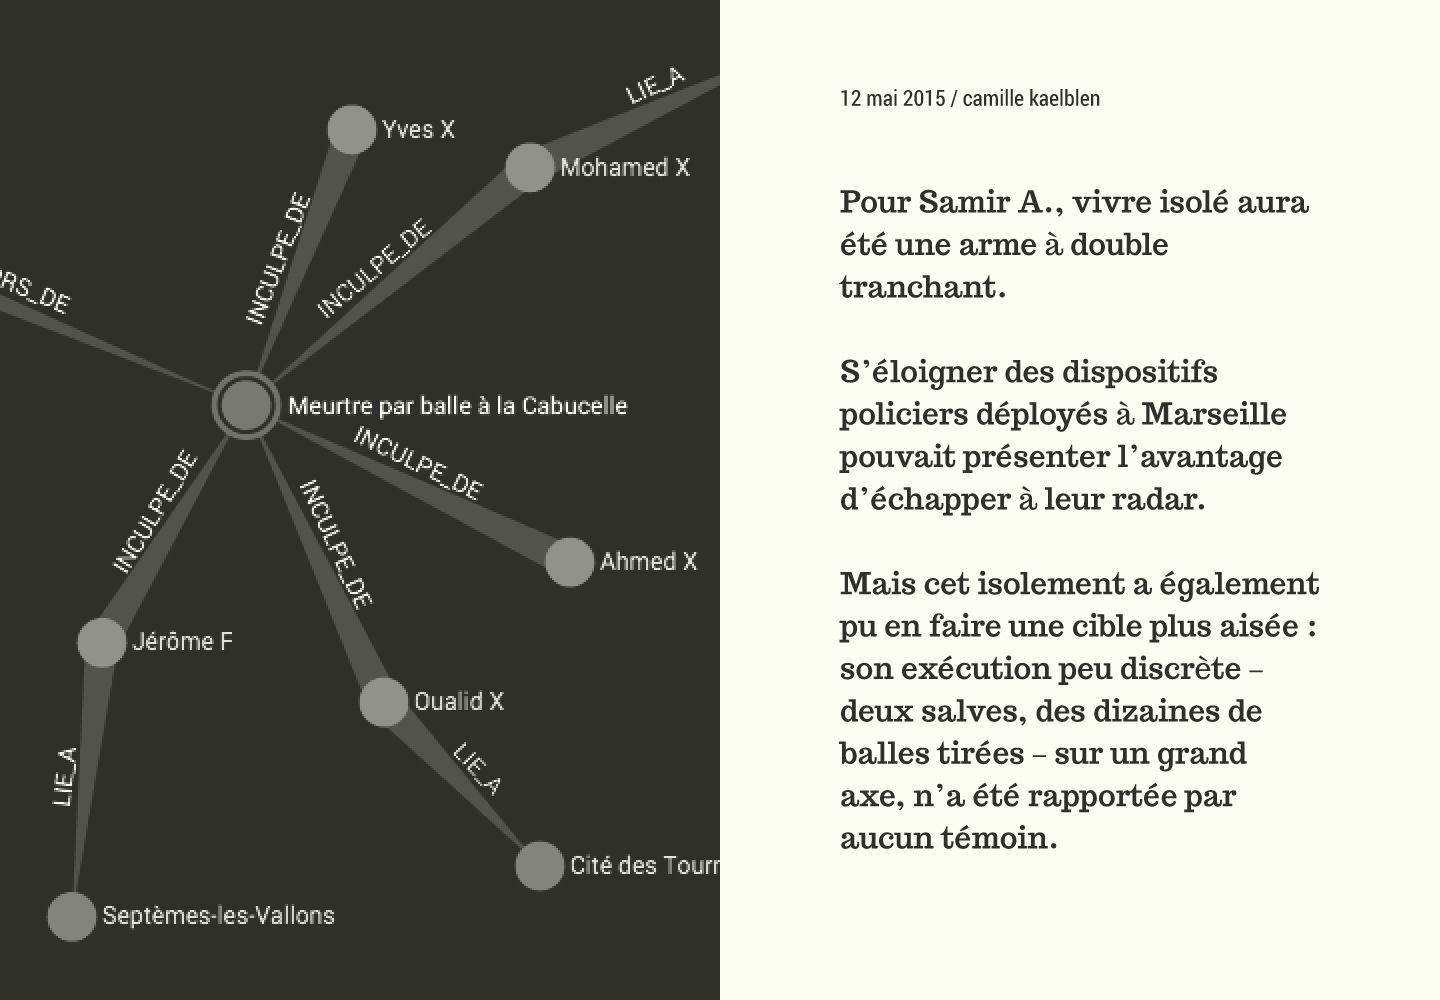 LIE_A
Yves X
Mohamed X
INCULPE_DE
INCULPE_DE
RS_DE
Meurtre par balle à la Cabucelle
INCULPE_DE
INCULPE_DE
INCULPE_DE
Ahmed X
Jérôme F
Oualid X
LIE_A
LIE_A
Cité des Tourr
Septèmes-les-Vallons
12 mai 2015 / camille kaelblen
Pour Samir A., vivre isolé aura
été une arme à double
tranchant.
S’éloigner des dispositifs
policiers déployés à Marseille
pouvait présenter l’avantage
d’échapper à leur radar.
Mais cet isolement a également
pu en faire une cible plus aisée :
son exécution peu discrète –
deux salves, des dizaines de
balles tirées – sur un grand
axe, n’a été rapportée par
aucun témoin.